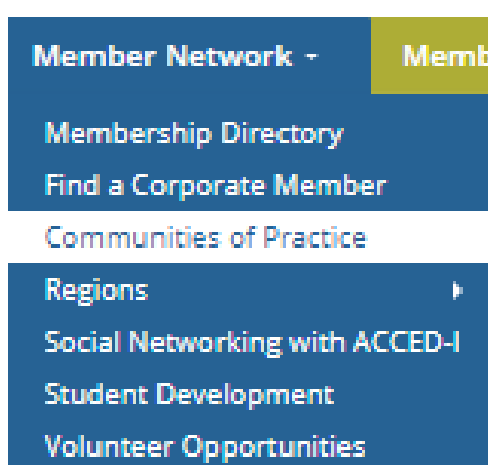 Member Network -
Memb
Membership Directory
Find a Corporate Member
Communities of Practice
Regions
Social Networking with ACCED-I
Student Development
Volunteer Opportunities